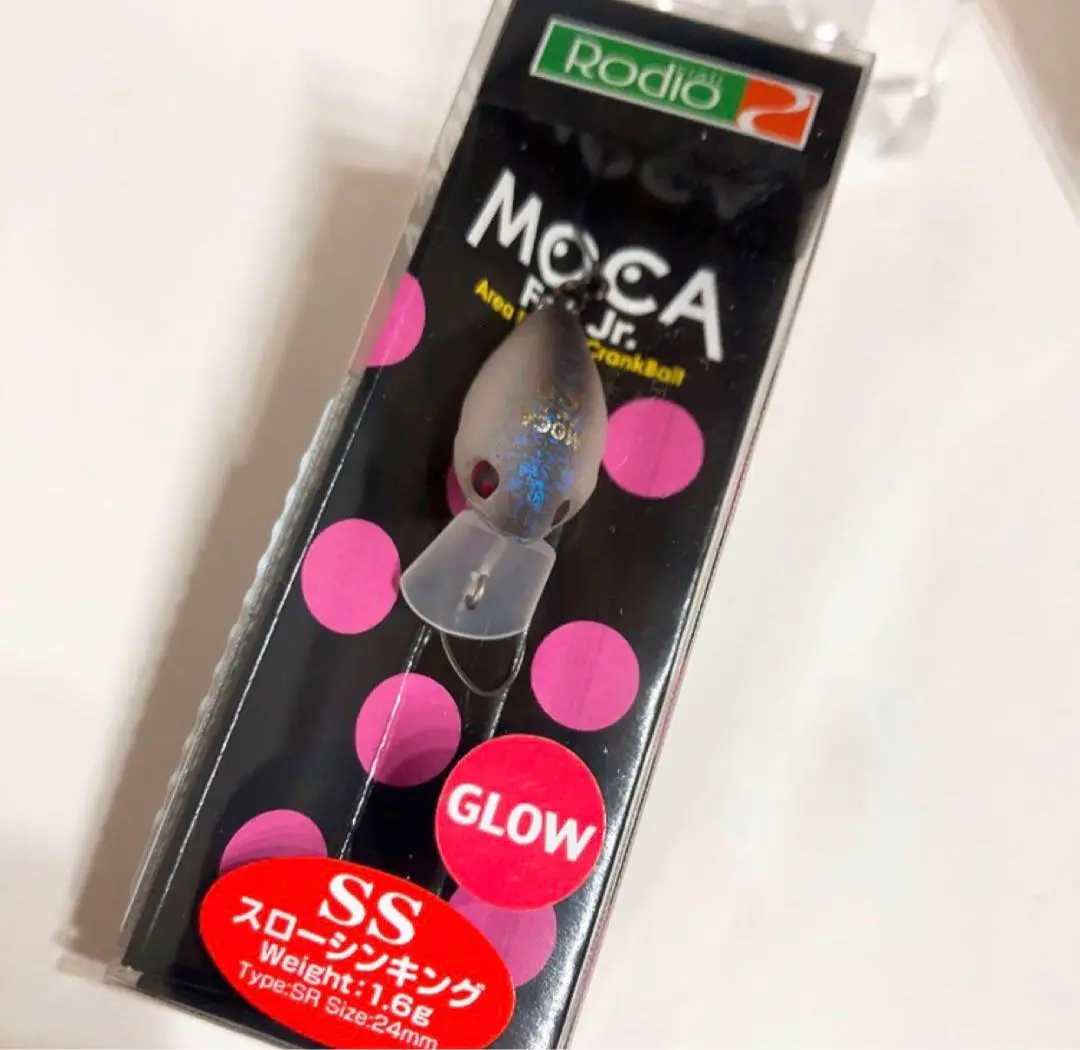 Rodio
MOCA
Jr.
Area CrankBait
MOCA
GLOW
SS
スローシンキング
Weight:1.6g
Type:SR Size:24mm